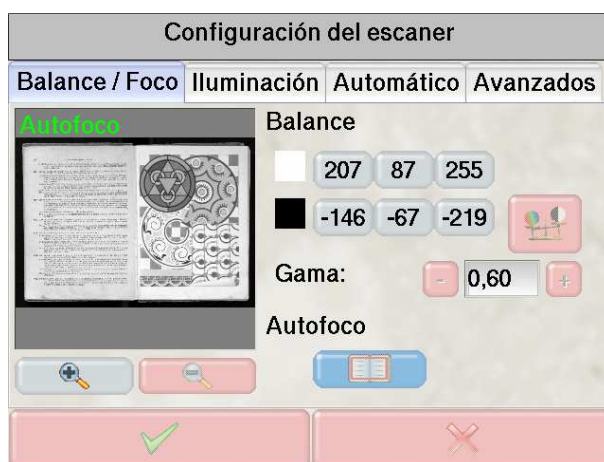 Configuración del escaner
Balance / Foco Iluminación Automático Avanzados
Autofoco
Balance
207 87 255
-146 -67 -219
Gama: - 0,60 +
Autofoco